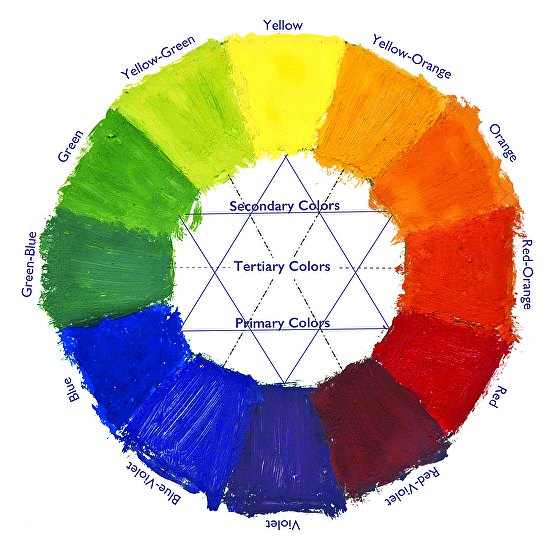 Yellow
Yellow-Orange
Orange
Red-Orange
Red
Red-Violet
Violet
Blue-Violet
Blue
Green-Blue
Green
Yellow-Green
Secondary Colors
Tertiary Colors
Primary Colors